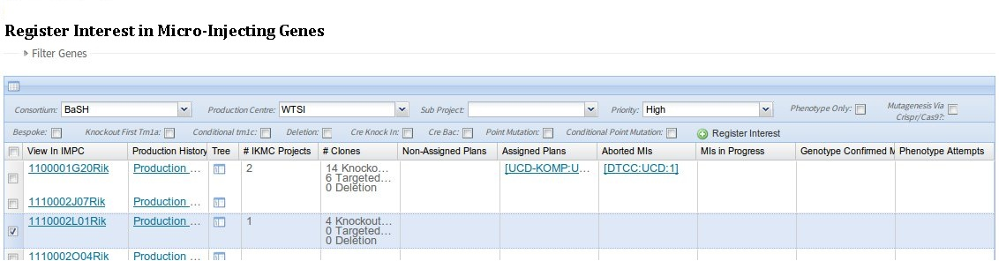 Register Interest in Micro-Injecting Genes
Filter Genes
Consortium: BaSH Production Centre: WTSI Sub Project: Priority: High Phenotype Only: Mutagenesis Via
Crispr/Cas9?:
Bespoke: Knockout First Tm1a: Conditional tm1c: Deletion: Cre Knock In: Cre Bac: Point Mutation: Conditional Point Mutation: Register Interest
View In IMPC Production History Tree # IKMC Projects # Clones Non-Assigned Plans Assigned Plans Aborted MIs MIs in Progress Genotype Confirmed M Phenotype Attempts
1100001G20Rik Production ... 2 14 Knocko... [UCD-KOMP:U... [DTCC:UCD:1]
6 Targeted...
0 Deletion
1110002J07Rik Production ...
1110002L01Rik Production ... 1 4 Knockout...
0 Targeted...
0 Deletion
1110002O04Rik Production ...